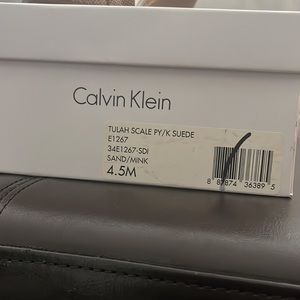 Calvin Klein
TULAH SCALE PY/K SUEDE
E1267
34E1267-SDI
SAND/MINK
4.5M
8 87874 36389 5